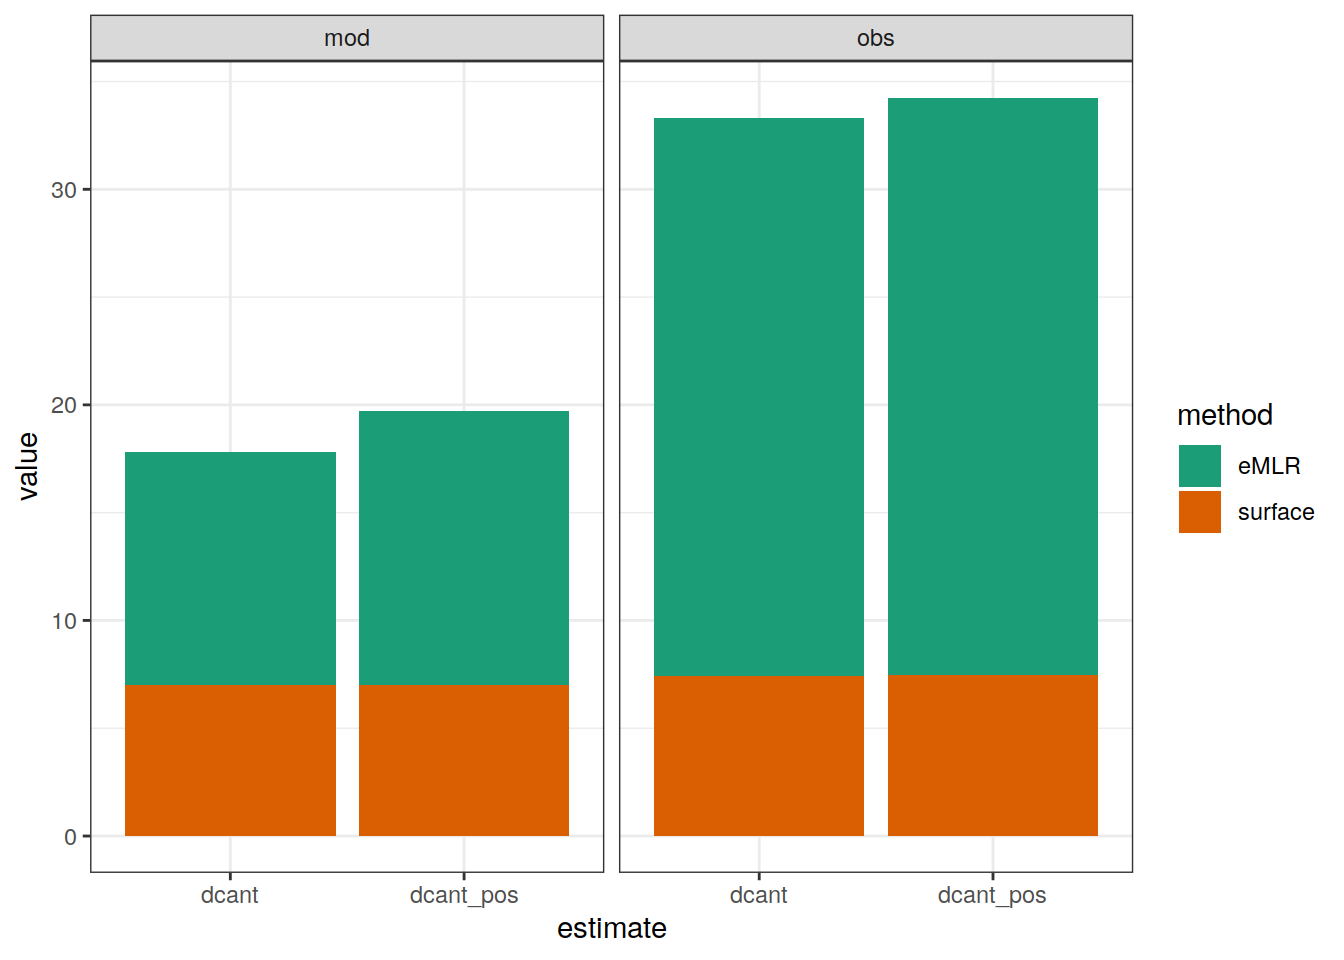 mod
obs
30
20
10
0
value
dcant
dcant_pos
dcant
dcant_pos
estimate
method
eMLR
surface